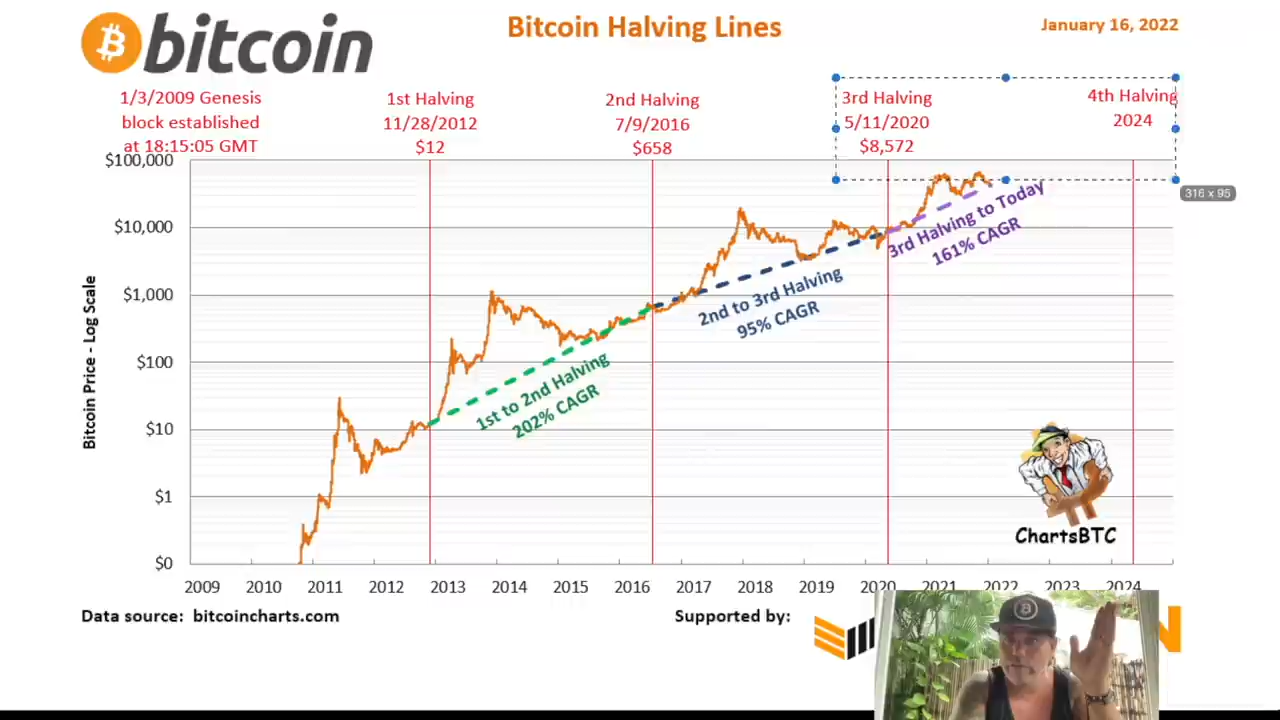 bitcoin
Bitcoin Halving Lines
January 16, 2022
1/3/2009 Genesis
block established
at 18:15:05 GMT
1st Halving
11/28/2012
$12
2nd Halving
7/9/2016
$658
3rd Halving
5/11/2020
$8,572
4th Halving
2024
316 x 95
Bitcoin Price - Log Scale
$100,000
$10,000
$1,000
$100
$10
$1
$0
1st to 2nd Halving
202% CAGR
2nd to 3rd Halving
95% CAGR
3rd Halving to Today
161% CAGR
ChartsBTC
2009 2010 2011 2012 2013 2014 2015 2016 2017 2018 2019 2020 2021 2022 2023 2024
Data source: bitcoincharts.com
Supported by: